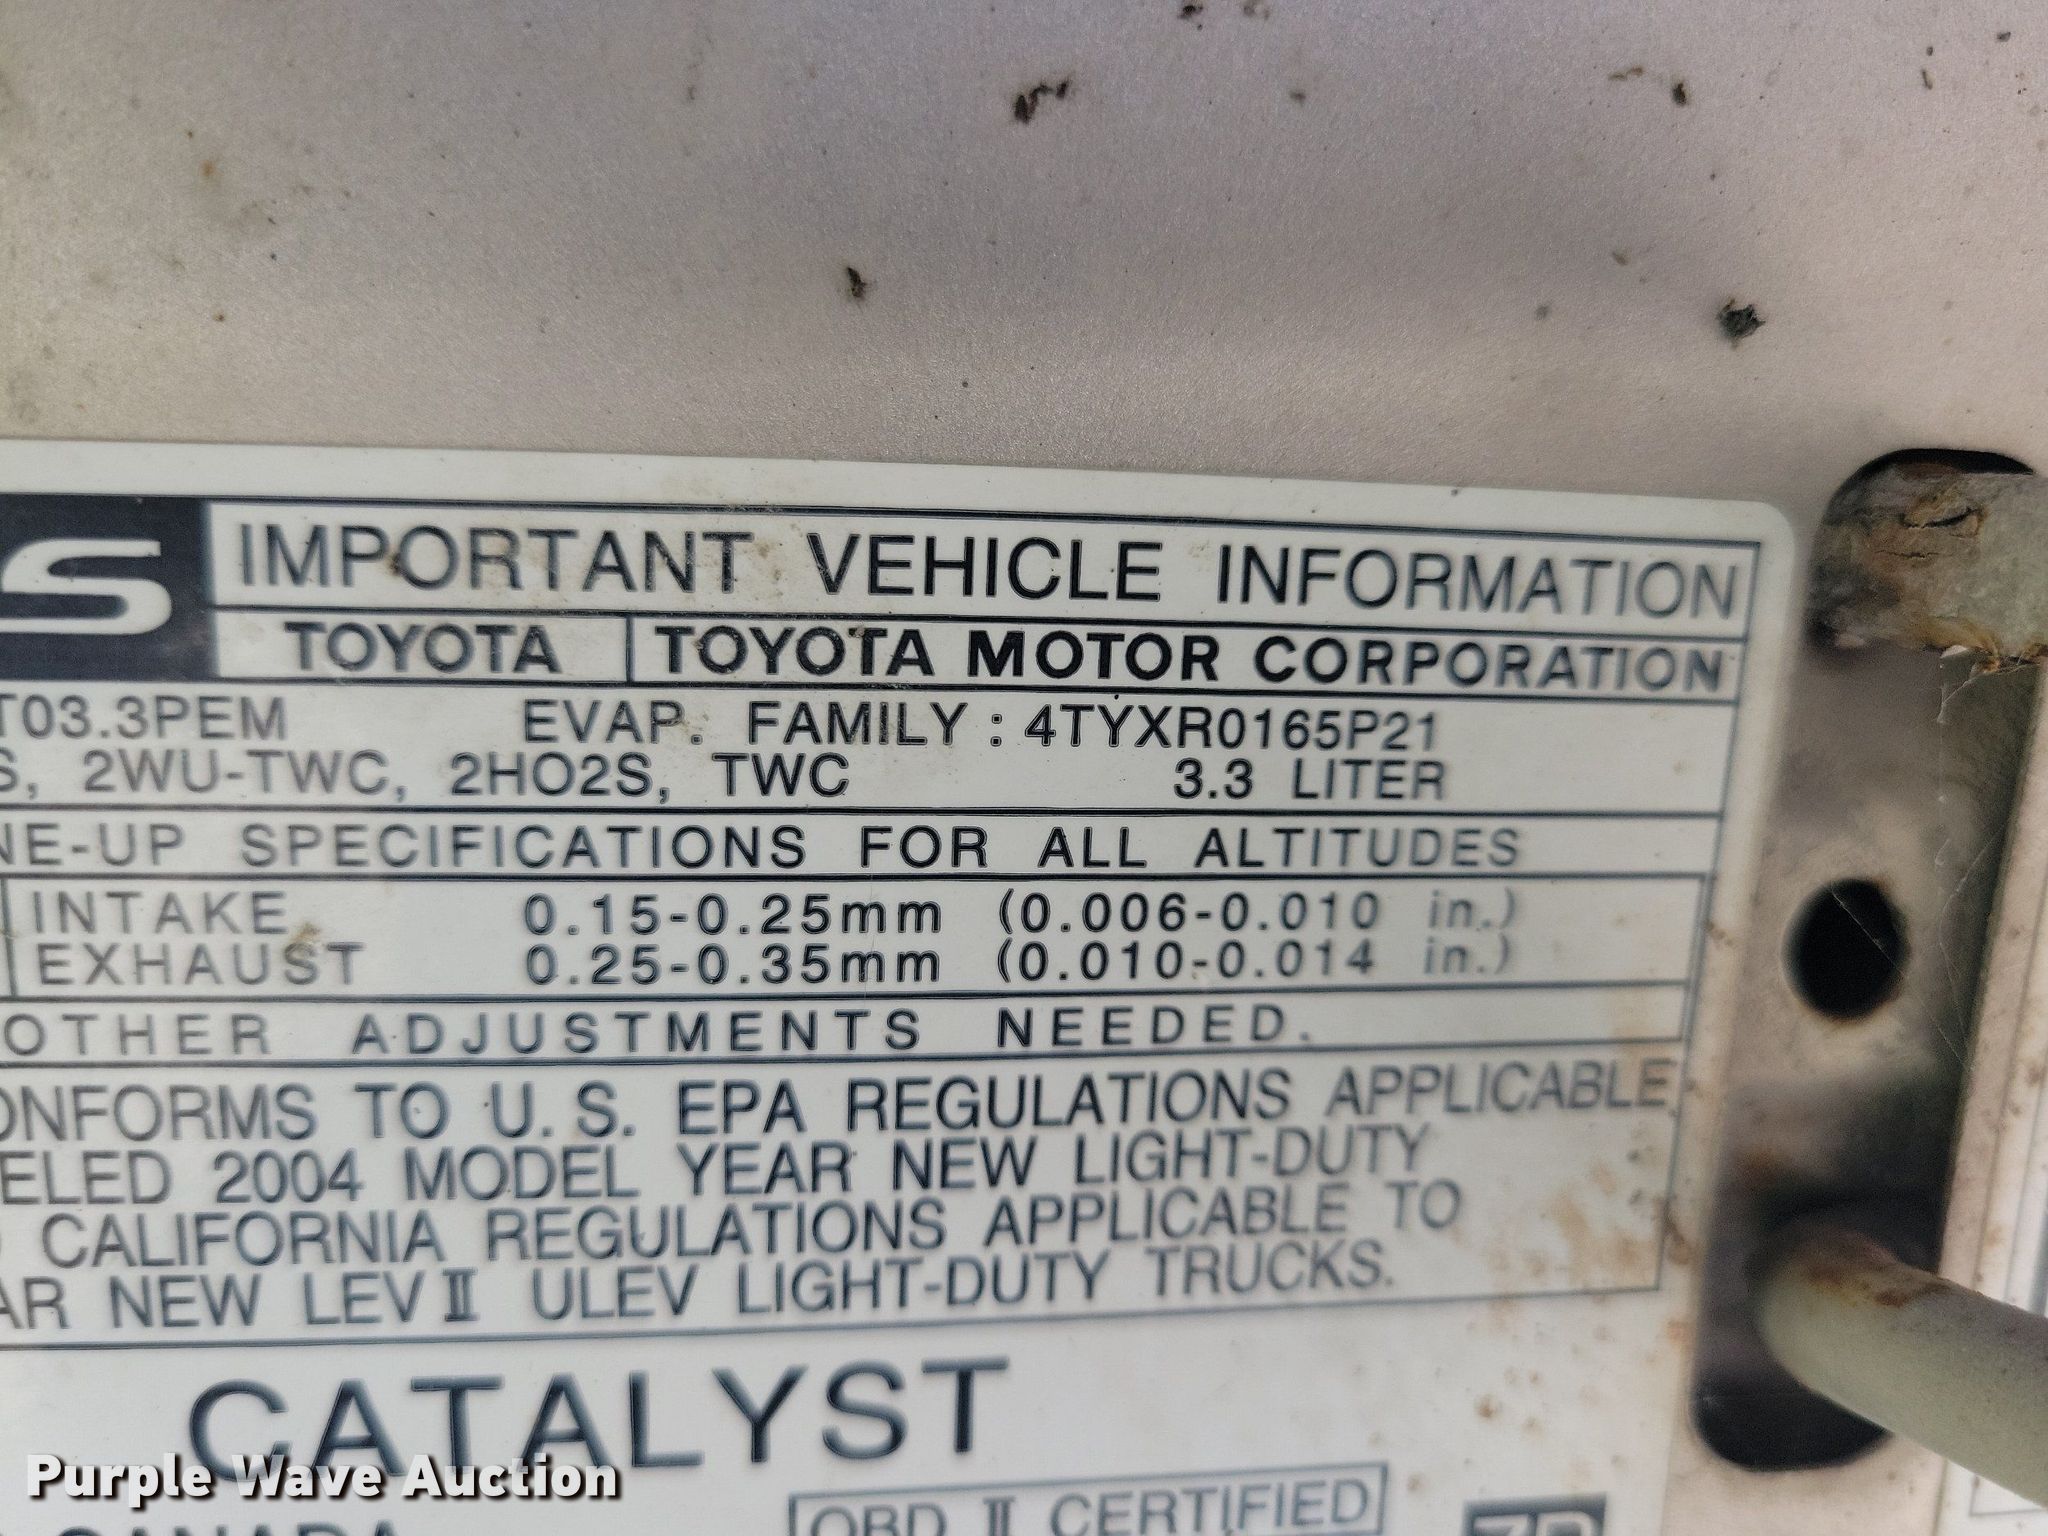 S IMPORTANT VEHICLE INFORMATION
TOYOTA TOYOTA MOTOR CORPORATION
T03.3PEM EVAP. FAMILY : 4TYXR0165P21
S, 2WU-TWC, 2HO2S, TWC 3.3 LITER
NE-UP SPECIFICATIONS FOR ALL ALTITUDES
INTAKE 0.15-0.25mm (0.006-0.010 in.)
EXHAUST 0.25-0.35mm (0.010-0.014 in.)
OTHER ADJUSTMENTS NEEDED.
ONFORMS TO U.S. EPA REGULATIONS APPLICABLE
ELED 2004 MODEL YEAR NEW LIGHT-DUTY
CALIFORNIA REGULATIONS APPLICABLE TO
AR NEW LEV II ULEV LIGHT-DUTY TRUCKS.
CATALYST
Purple Wave Auction
CANADA OBD II CERTIFIED